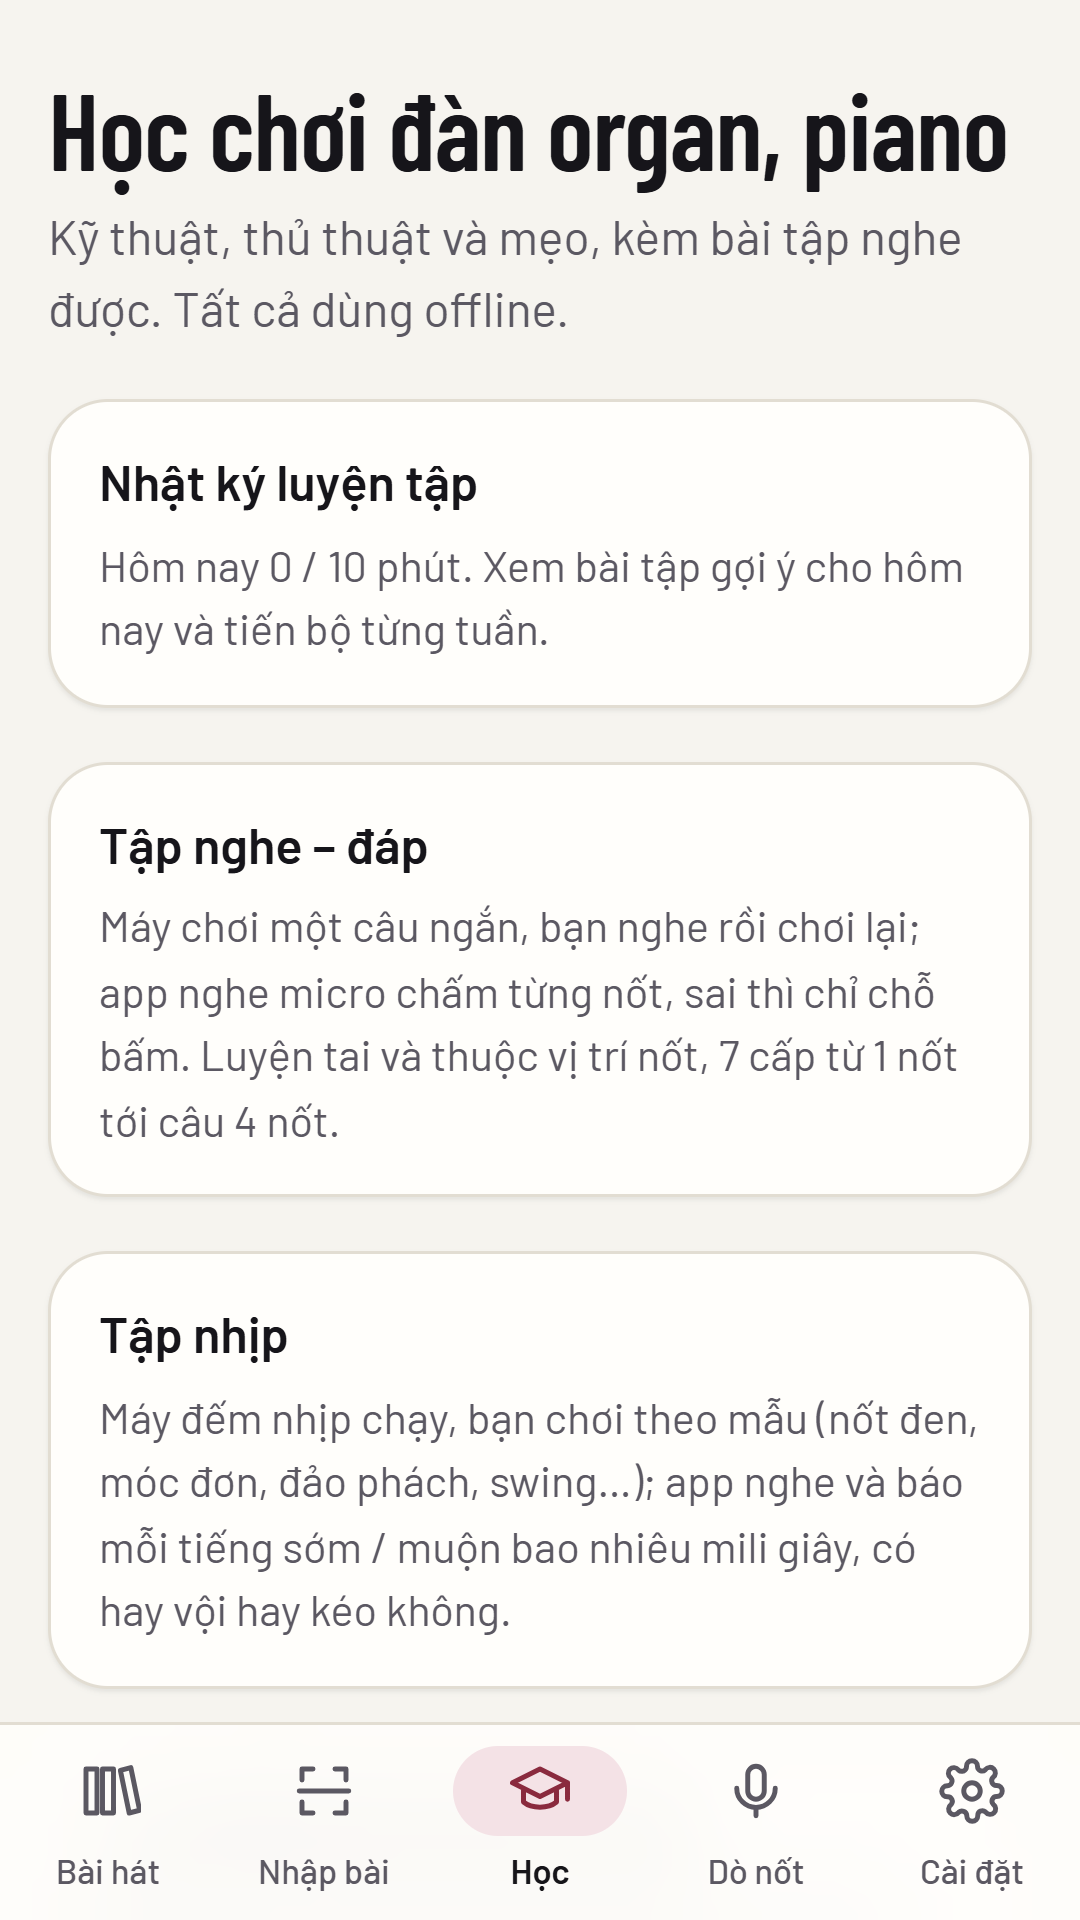 Học chơi đàn organ, piano
Kỹ thuật, thủ thuật và mẹo, kèm bài tập nghe
được. Tất cả dùng offline.
Nhật ký luyện tập
Hôm nay 0 / 10 phút. Xem bài tập gợi ý cho hôm
nay và tiến bộ từng tuần.
Tập nghe – đáp
Máy chơi một câu ngắn, bạn nghe rồi chơi lại;
app nghe micro chấm từng nốt, sai thì chỉ chỗ
bấm. Luyện tai và thuộc vị trí nốt, 7 cấp từ 1 nốt
tới câu 4 nốt.
Tập nhịp
Máy đếm nhịp chạy, bạn chơi theo mẫu (nốt đen,
móc đơn, đảo phách, swing...); app nghe và báo
mỗi tiếng sớm / muộn bao nhiêu mili giây, có
hay vội hay kéo không.
Bài hát
Nhập bài
Học
Dò nốt
Cài đặt